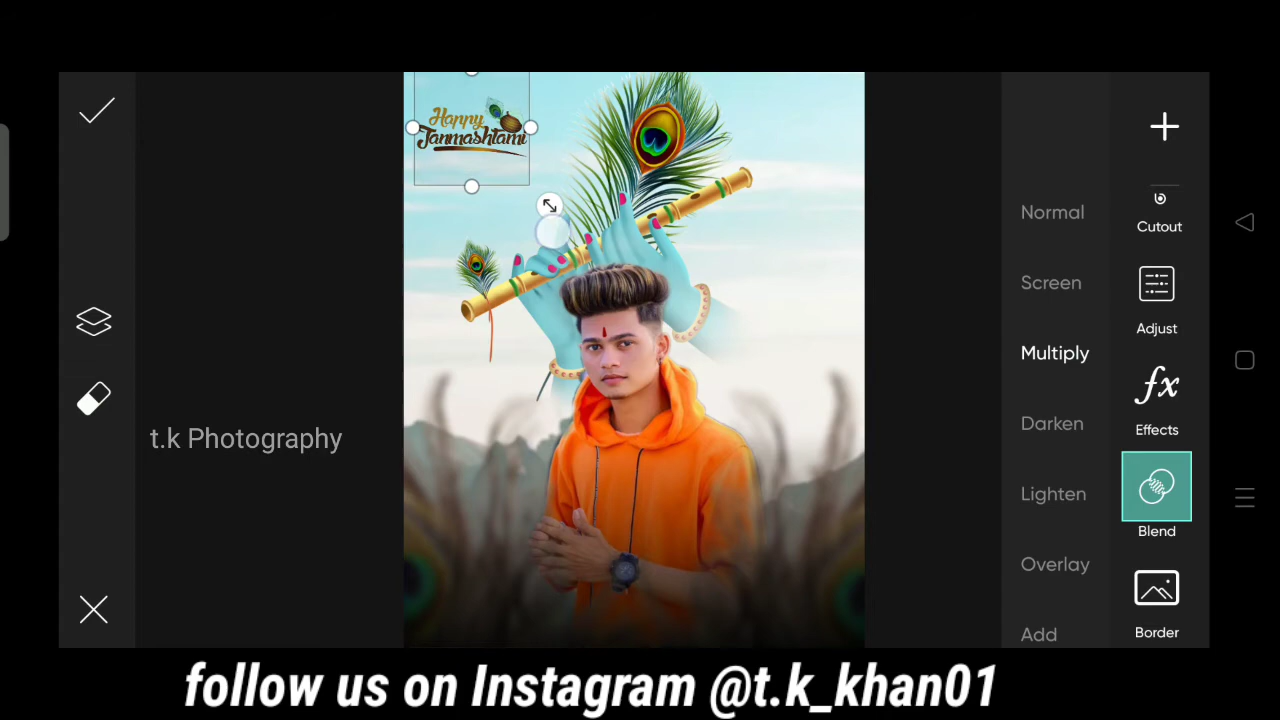 Happy
Janmashtami
t.k Photography
Normal
Screen
Multiply
Darken
Lighten
Overlay
Add
Cutout
Adjust
fx
Effects
Blend
Border
follow us on Instagram @t.k_khan01